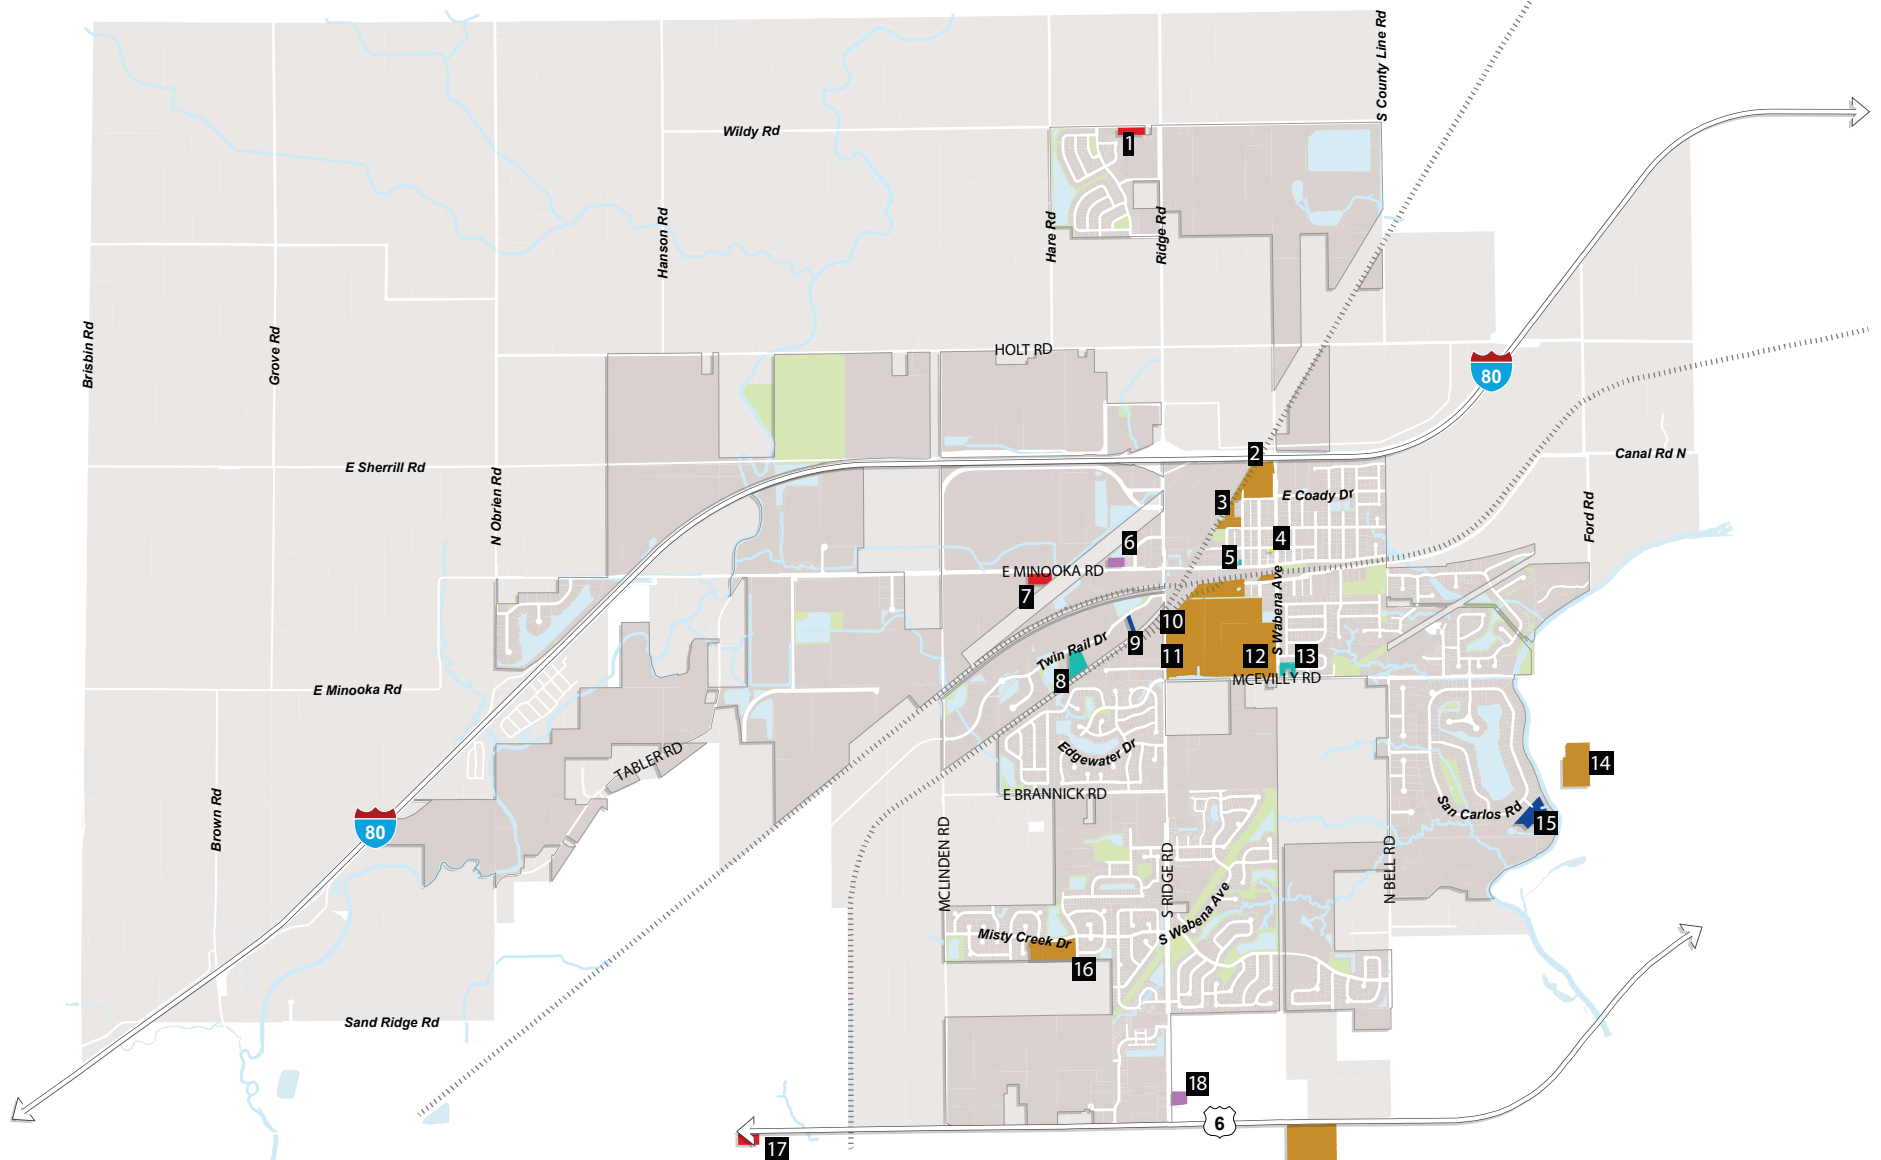 S County Line Rd
Wildy Rd
1
Hanson Rd
Hare Rd
Ridge Rd
Brisbin Rd
Grove Rd
HOLT RD
80
2
E Sherrill Rd
Canal Rd N
N Obrien Rd
3
E Coady Dr
Ford Rd
4
6
5
E MINOOKA RD
7
S Wabena Ave
10
9
Twin Rail Dr
11
12
13
8
MCEVILLY RD
E Minooka Rd
Edgewater Dr
TABLER RD
14
E BRANNICK RD
San Carlos Rd
15
80
Brown Rd
MCLINDEN RD
S RIDGE RD
N BELL RD
S Wabena Ave
Misty Creek Dr
16
Sand Ridge Rd
18
6
17